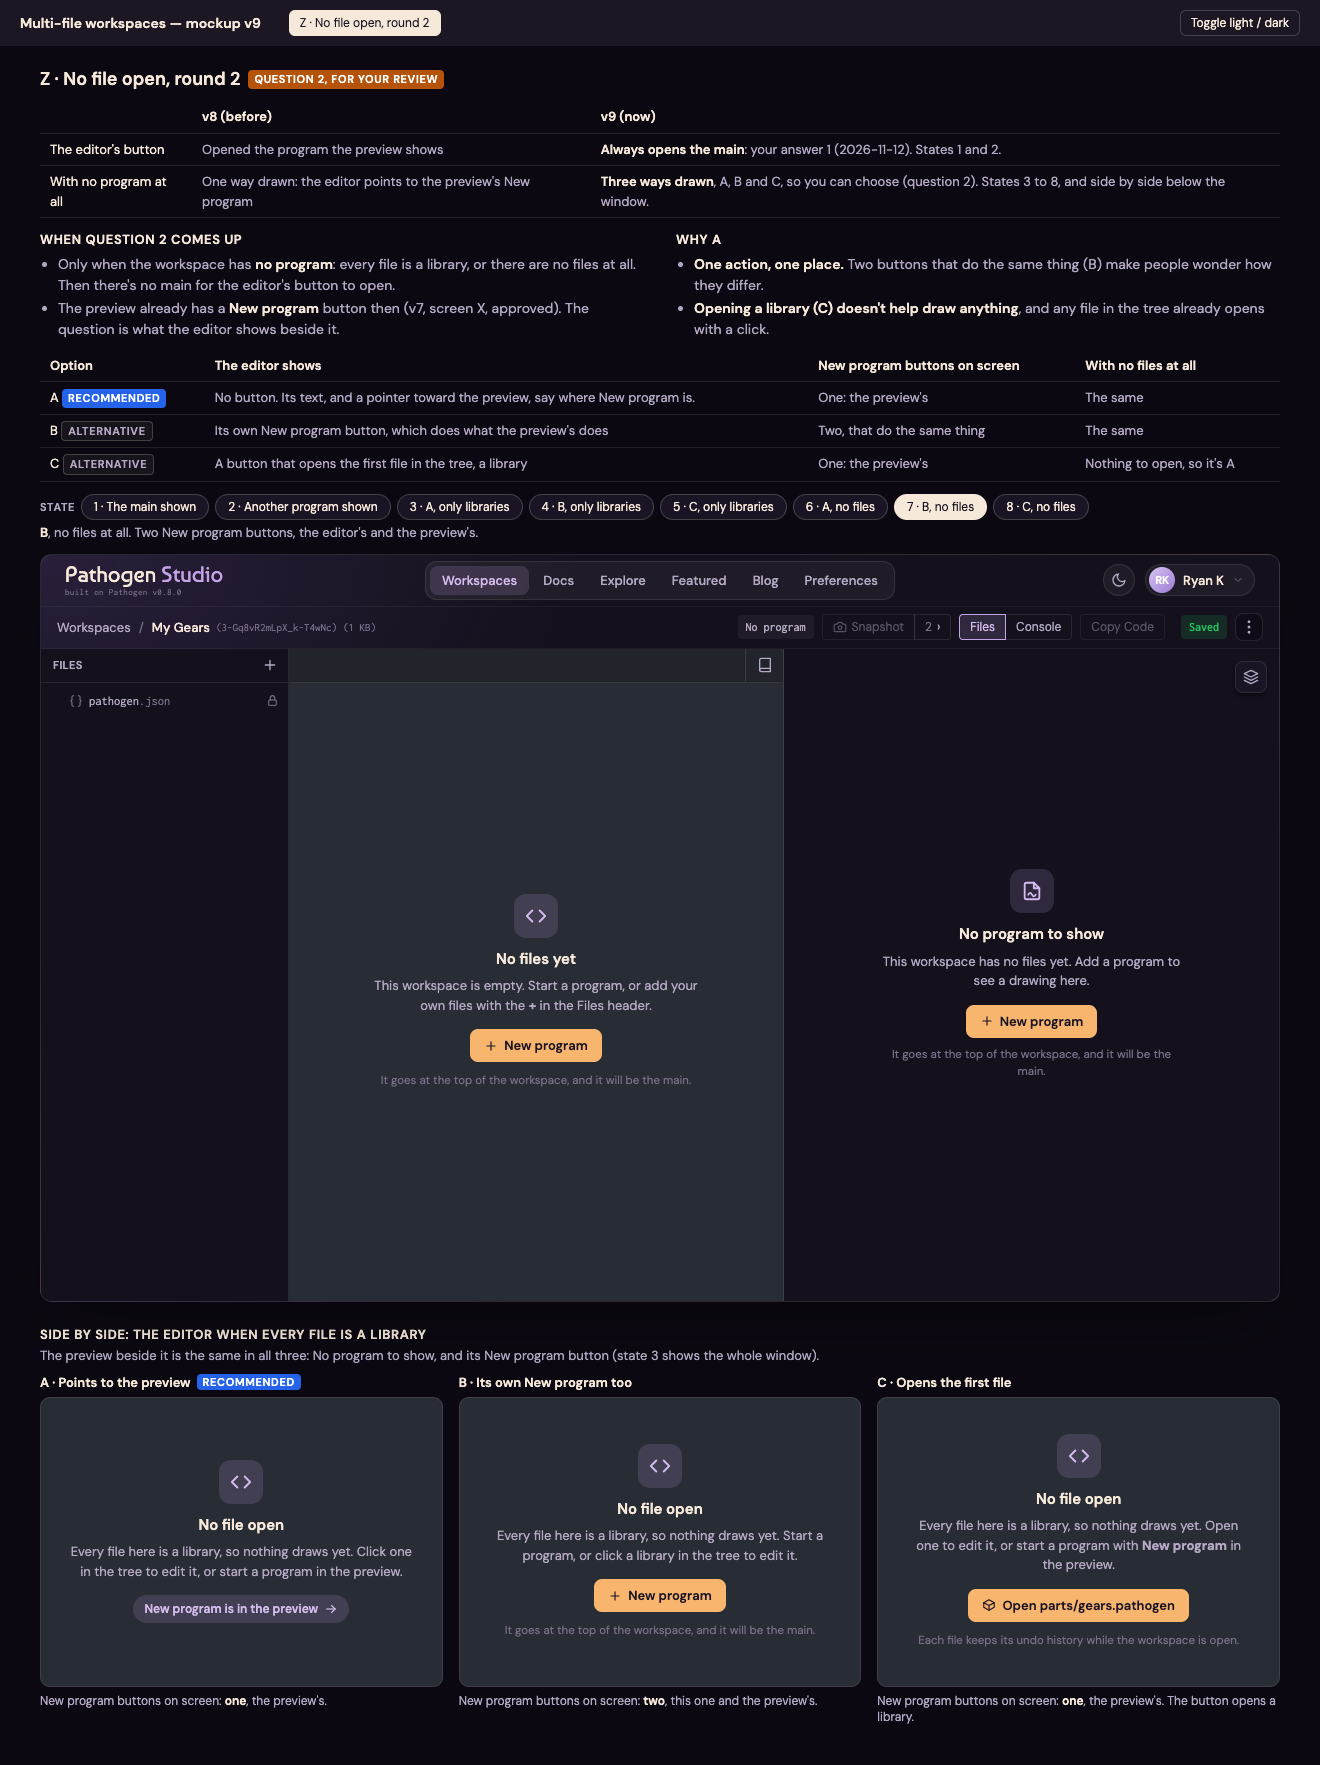 Multi-file workspaces — mockup v9
Z · No file open, round 2
Toggle light / dark
Z · No file open, round 2 QUESTION 2, FOR YOUR REVIEW
v8 (before) v9 (now)
The editor's button Opened the program the preview shows Always opens the main: your answer 1 (2026-11-12). States 1 and 2.
With no program at all One way drawn: the editor points to the preview's New program Three ways drawn, A, B and C, so you can choose (question 2). States 3 to 8, and side by side below the window.
WHEN QUESTION 2 COMES UP
• Only when the workspace has no program: every file is a library, or there are no files at all.
Then there's no main for the editor's button to open.
• The preview already has a New program button then (v7, screen X, approved). The
question is what the editor shows beside it.
WHY A
• One action, one place. Two buttons that do the same thing (B) make people wonder how
they differ.
• Opening a library (C) doesn't help draw anything, and any file in the tree already opens
with a click.
Option The editor shows New program buttons on screen With no files at all
A RECOMMENDED No button. Its text, and a pointer toward the preview, say where New program is. One: the preview's The same
B ALTERNATIVE Its own New program button, which does what the preview's does Two, that do the same thing The same
C ALTERNATIVE A button that opens the first file in the tree, a library One: the preview's Nothing to open, so it's A
STATE 1 · The main shown 2 · Another program shown 3 · A, only libraries 4 · B, only libraries 5 · C, only libraries 6 · A, no files 7 · B, no files 8 · C, no files
B, no files at all. Two New program buttons, the editor's and the preview's.
Pathogen Studio
built on Pathogen v0.8.0
Workspaces Docs Explore Featured Blog Preferences
RK Ryan K
Workspaces / My Gears (3-Gq8vR2mLpX_k-T4wNc) (1 KB)
No program Snapshot 2 › Files Console Copy Code Saved
FILES +
{} pathogen.json
No files yet
This workspace is empty. Start a program, or add your
own files with the + in the Files header.
+ New program
It goes at the top of the workspace, and it will be the main.
No program to show
This workspace has no files yet. Add a program to
see a drawing here.
+ New program
It goes at the top of the workspace, and it will be the
main.
SIDE BY SIDE: THE EDITOR WHEN EVERY FILE IS A LIBRARY
The preview beside it is the same in all three: No program to show, and its New program button (state 3 shows the whole window).
A · Points to the preview RECOMMENDED
No file open
Every file here is a library, so nothing draws yet. Click one
in the tree to edit it, or start a program in the preview.
New program is in the preview →
New program buttons on screen: one, the preview's.
B · Its own New program too
No file open
Every file here is a library, so nothing draws yet. Start a
program, or click a library in the tree to edit it.
+ New program
It goes at the top of the workspace, and it will be the main.
New program buttons on screen: two, this one and the preview's.
C · Opens the first file
No file open
Every file here is a library, so nothing draws yet. Open
one to edit it, or start a program with New program in
the preview.
Open parts/gears.pathogen
Each file keeps its undo history while the workspace is open.
New program buttons on screen: one, the preview's. The button opens a
library.